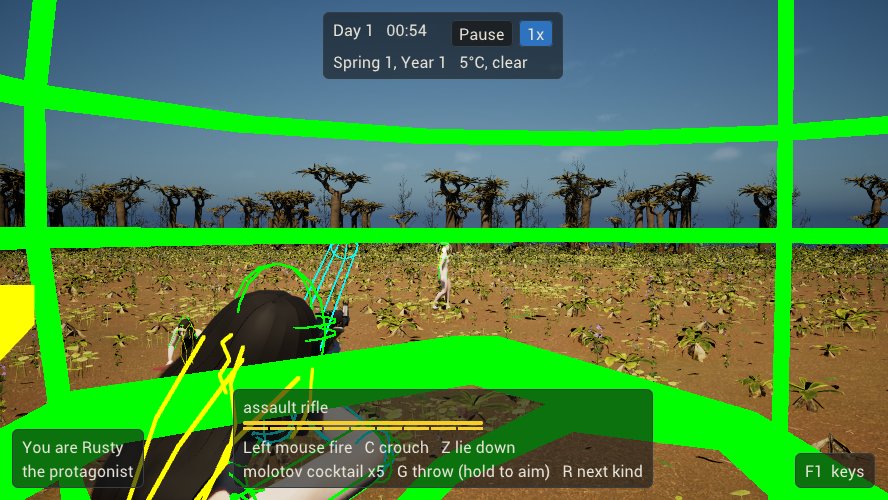 Day 1 00:54 Pause 1x
Spring 1, Year 1 5°C, clear
assault rifle
Left mouse fire C crouch Z lie down
molotov cocktail x5 G throw (hold to aim) R next kind
You are Rusty
the protagonist
F1 keys